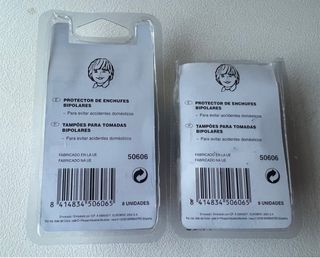 PROTECTOR DE ENCHUFES
BIPOLARES
– Para evitar accidentes domésticos
TAMPÕES PARA TOMADAS
BIPOLARES
– Para evitar acidentes domésticos
FABRICADO EN LA UE
FABRICADO NA UE
50606
8 414834 506065
8 UNIDADES
PROTECTOR DE ENCHUFES
BIPOLARES
– Para evitar accidentes domésticos
TAMPÕES PARA TOMADAS
BIPOLARES
– Para evitar acidentes domésticos
FABRICADO EN LA UE
FABRICADO NA UE
50606
8 414834 506065
8 UNIDADES